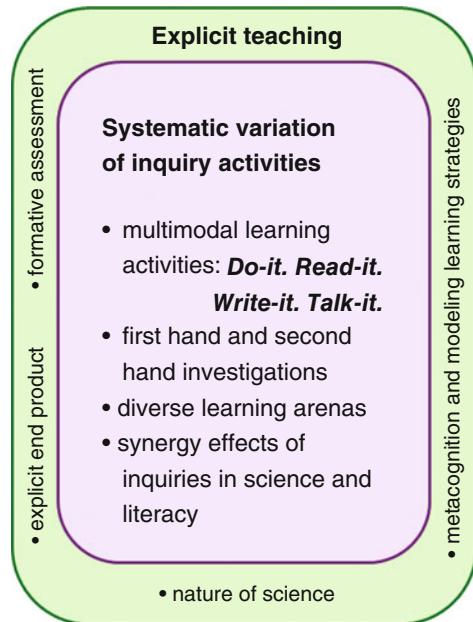 Explicit teaching
• formative assessment
• explicit end product
Systematic variation
of inquiry activities
• multimodal learning
activities: Do-it. Read-it.
Write-it. Talk-it.
• first hand and second
hand investigations
• diverse learning arenas
• synergy effects of
inquiries in science and
literacy
• metacognition and modeling learning strategies
• nature of science